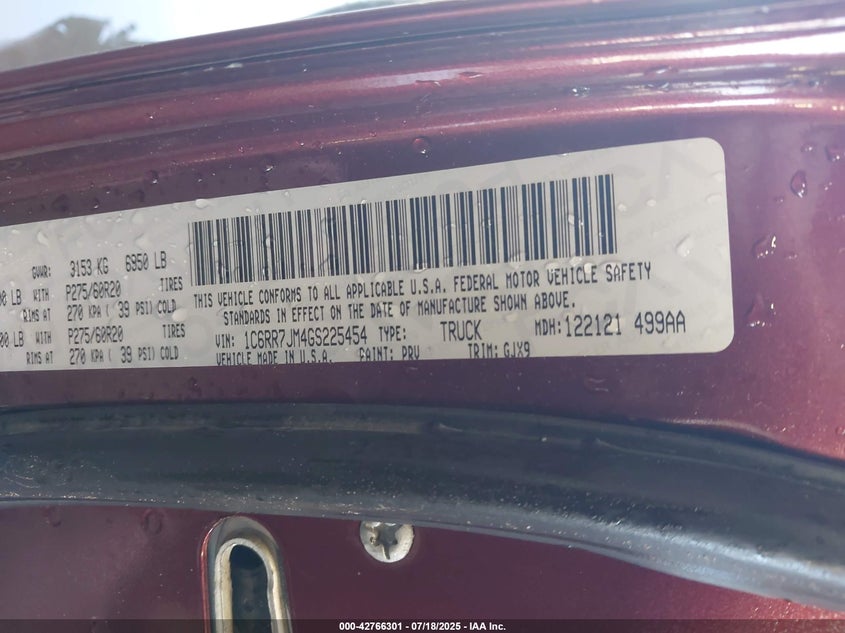 GVWR: 3153 KG 6950 LB
LB WITH P275/60R20 TIRES
RIMS AT 270 KPA ( 39 PSI) COLD
LB WITH P275/60R20 TIRES
RIMS AT 270 KPA ( 39 PSI) COLD
THIS VEHICLE CONFORMS TO ALL APPLICABLE U.S.A. FEDERAL MOTOR VEHICLE SAFETY
STANDARDS IN EFFECT ON THE DATE OF MANUFACTURE SHOWN ABOVE.
VIN: 1C6RR7JM4GS225454 TYPE: TRUCK MDH: 122121 499AA
VEHICLE MADE IN U.S.A. PAINT: PRV TRIM: GJX9
000-42766301 - 07/18/2025 - IAA Inc.